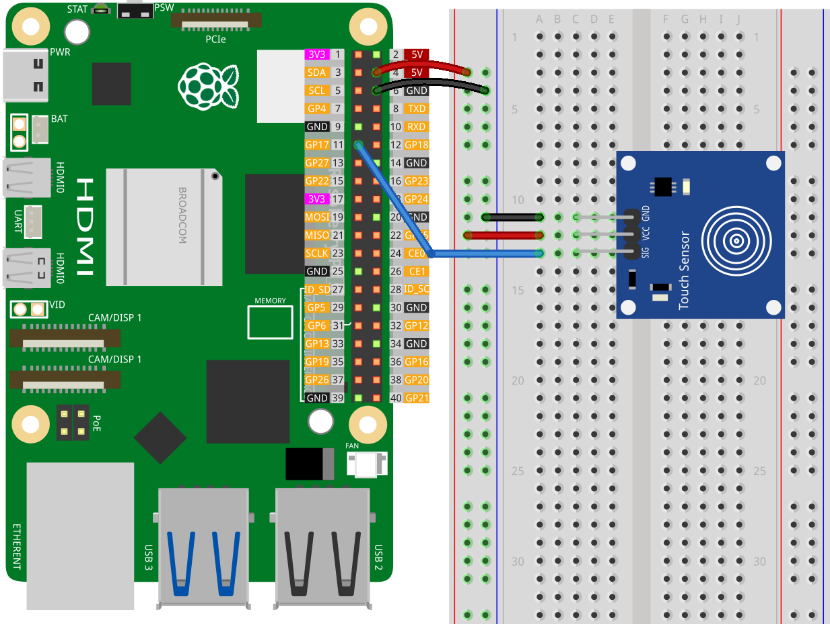 STAT
PSW
PCIe
PWR
BAT
HDMI0
HDMI
UART
HDMI0
BROADCOM
VID
CAM/DISP 1
CAM/DISP 1
PoE
MEMORY
FAN
ETHERENT
USB 3
USB 2
3V3 1 2 5V
SDA 3 4 5V
SCL 5 6 GND
GP4 7 8 TXD
GND 9 10 RXD
GP17 11 12 GP18
GP27 13 14 GND
GP22 15 16 GP23
3V3 17 18 GP24
MOSI 19 20 GND
MISO 21 22
SCLK 23 24 CE0
GND 25 26 CE1
ID_SD 27 28 ID_SC
GP5 29 30 GND
GP6 31 32 GP12
GP13 33 34 GND
GP19 35 36 GP16
GP26 37 38 GP20
GND 39 40 GP21
A B C D E F G H I J
1 1
5 5
10
15
20 20
25 25
30 30
GND
VCC
SIG
Touch Sensor